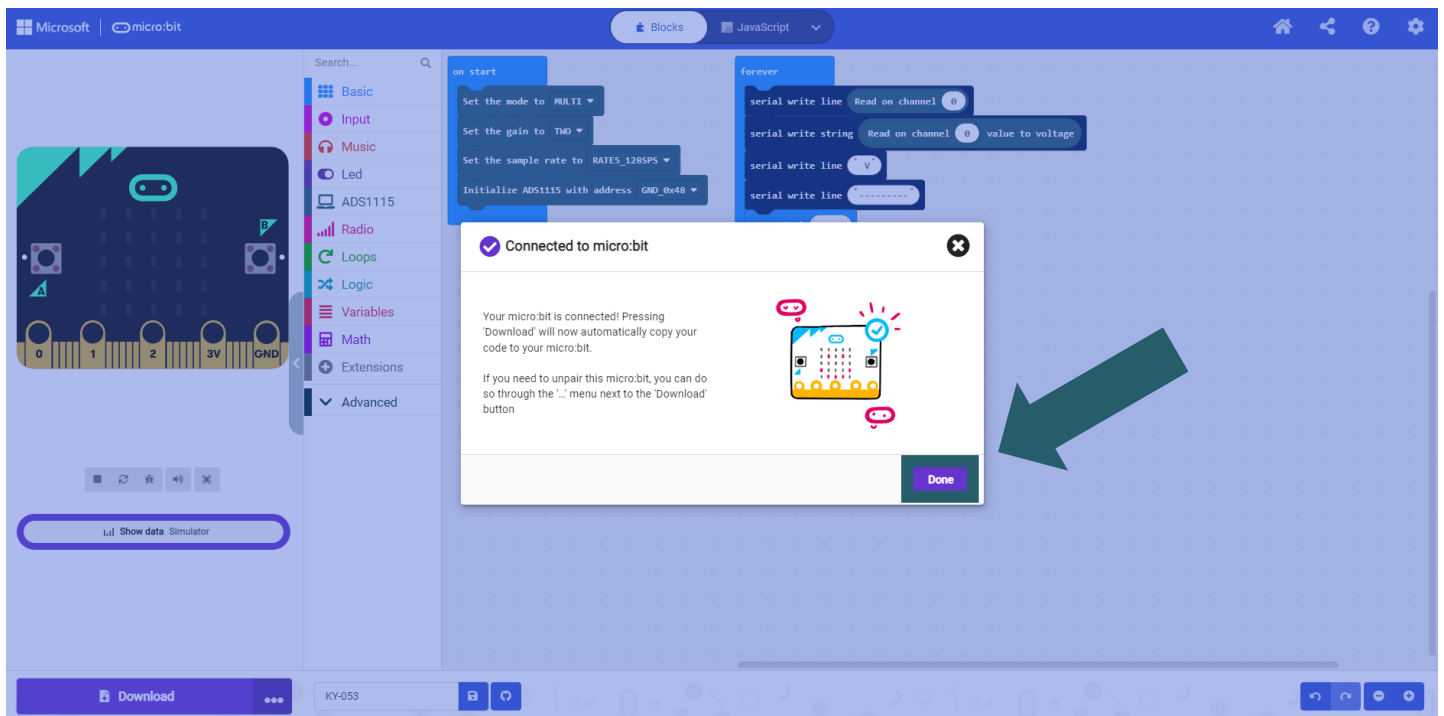 Microsoft micro:bit Blocks JavaScript
Search...
Basic
Input
Music
Led
ADS1115
Radio
Loops
Logic
Variables
Math
Extensions
Advanced
B
A
0 1 2 3V GND
Show data Simulator
on start
Set the mode to MULTI
Set the gain to TWO
Set the sample rate to RATE5_128SPS
Initialize ADS1115 with address GND_0x48
forever
serial write line Read on channel 0
serial write string Read on channel 0 value to voltage
serial write line " V"
serial write line "---------"
Connected to micro:bit
Your micro:bit is connected! Pressing
'Download' will now automatically copy your
code to your micro:bit.
If you need to unpair this micro:bit, you can do
so through the '...' menu next to the 'Download'
button
Done
Download
KY-053